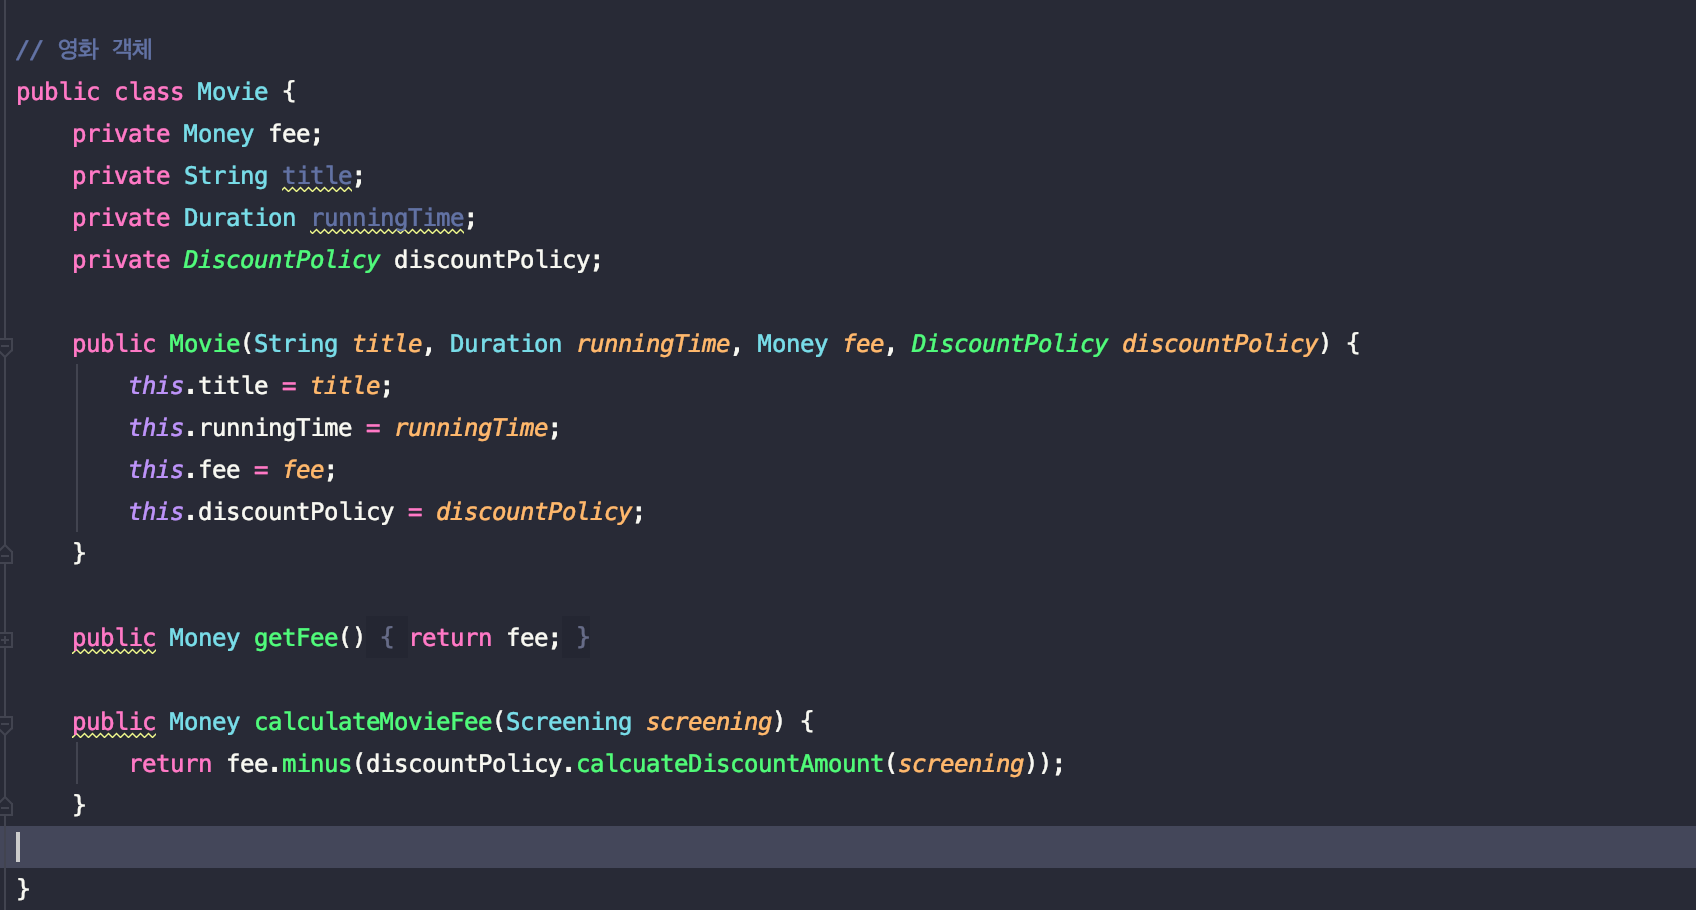 // 영화 객체
public class Movie {
    private Money fee;
    private String title;
    private Duration runningTime;
    private DiscountPolicy discountPolicy;
    public Movie(String title, Duration runningTime, Money fee, DiscountPolicy discountPolicy) {
        this.title = title;
        this.runningTime = runningTime;
        this.fee = fee;
        this.discountPolicy = discountPolicy;
    }
    public Money getFee() { return fee; }
    public Money calculateMovieFee(Screening screening) {
        return fee.minus(discountPolicy.calcuateDiscountAmount(screening));
    }
}